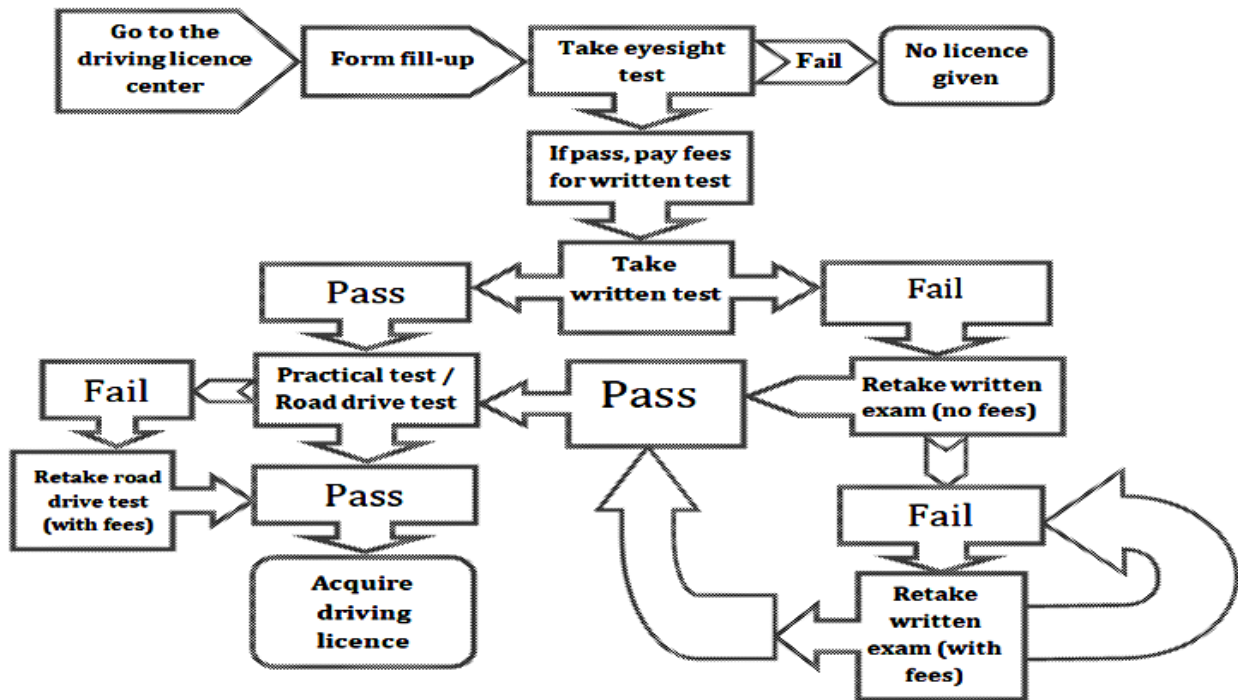 Go to the
driving licence
center
Form fill-up
Take eyesight
test
Fail
No licence
given
If pass, pay fees
for written test
Take
written test
Pass
Fail
Fail
Practical test /
Road drive test
Pass
Retake written
exam (no fees)
Retake road
drive test
(with fees)
Pass
Fail
Acquire
driving
licence
Retake
written
exam (with
fees)